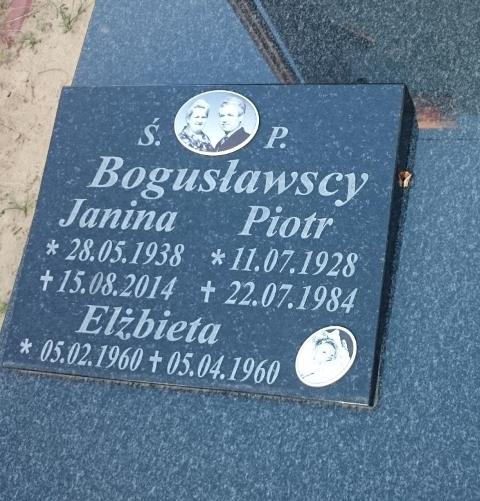 Ś. P.
Bogusławscy
Janina Piotr
* 28.05.1938 * 11.07.1928
† 15.08.2014 † 22.07.1984
Elżbieta
* 05.02.1960 † 05.04.1960